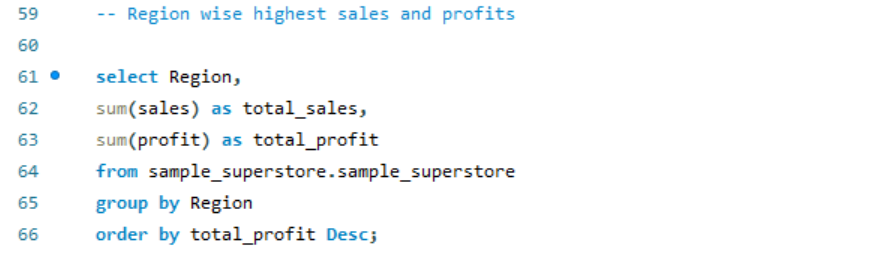 59 -- Region wise highest sales and profits
60
61 select Region,
62 sum(sales) as total_sales,
63 sum(profit) as total_profit
64 from sample_superstore.sample_superstore
65 group by Region
66 order by total_profit Desc;